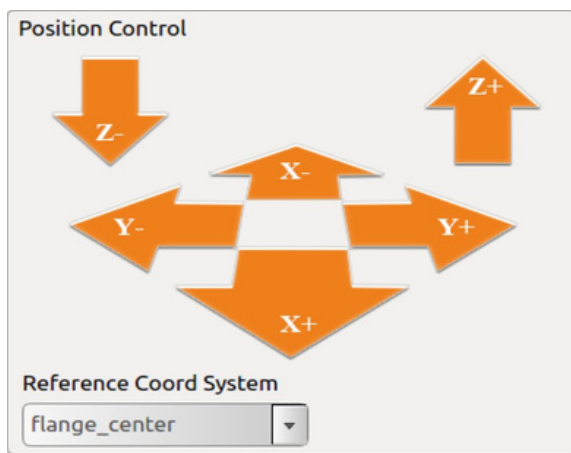 Position Control
Z-
Z+
X-
Y-
Y+
X+
Reference Coord System
flange_center